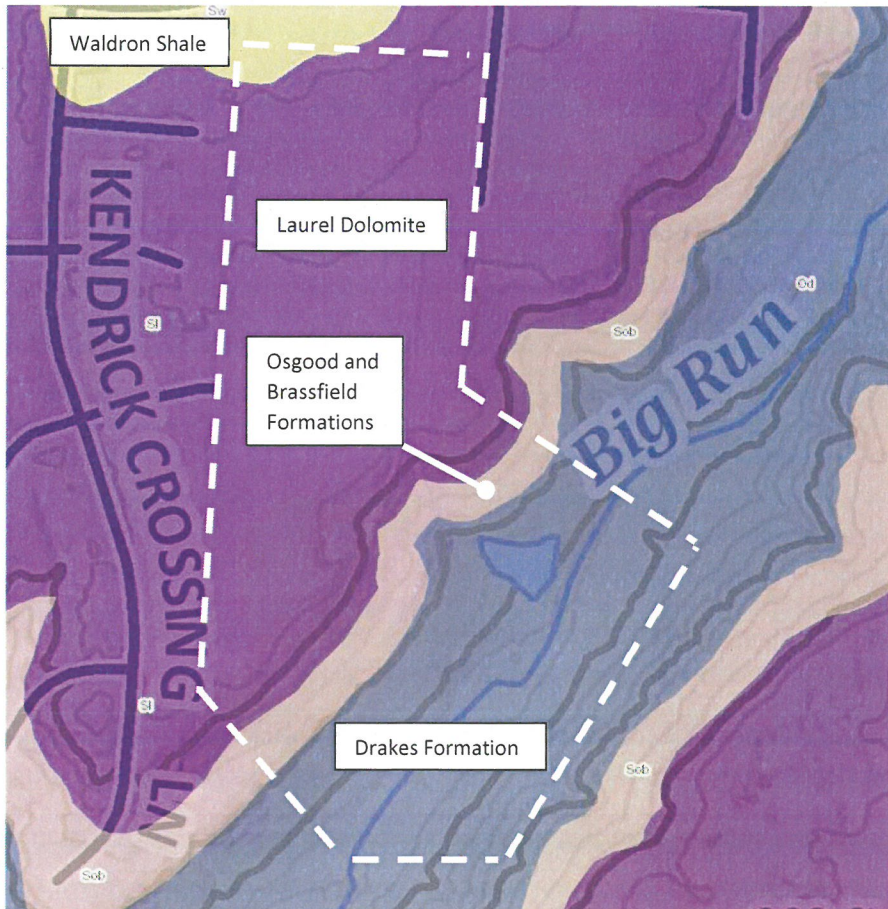 Sw
Waldron Shale
KENDRICK CROSSING LN
Laurel Dolomite
Od
Sl
Sob
Osgood and
Brassfield
Formations
Big Run
Sl
Drakes Formation
Sob
Sob